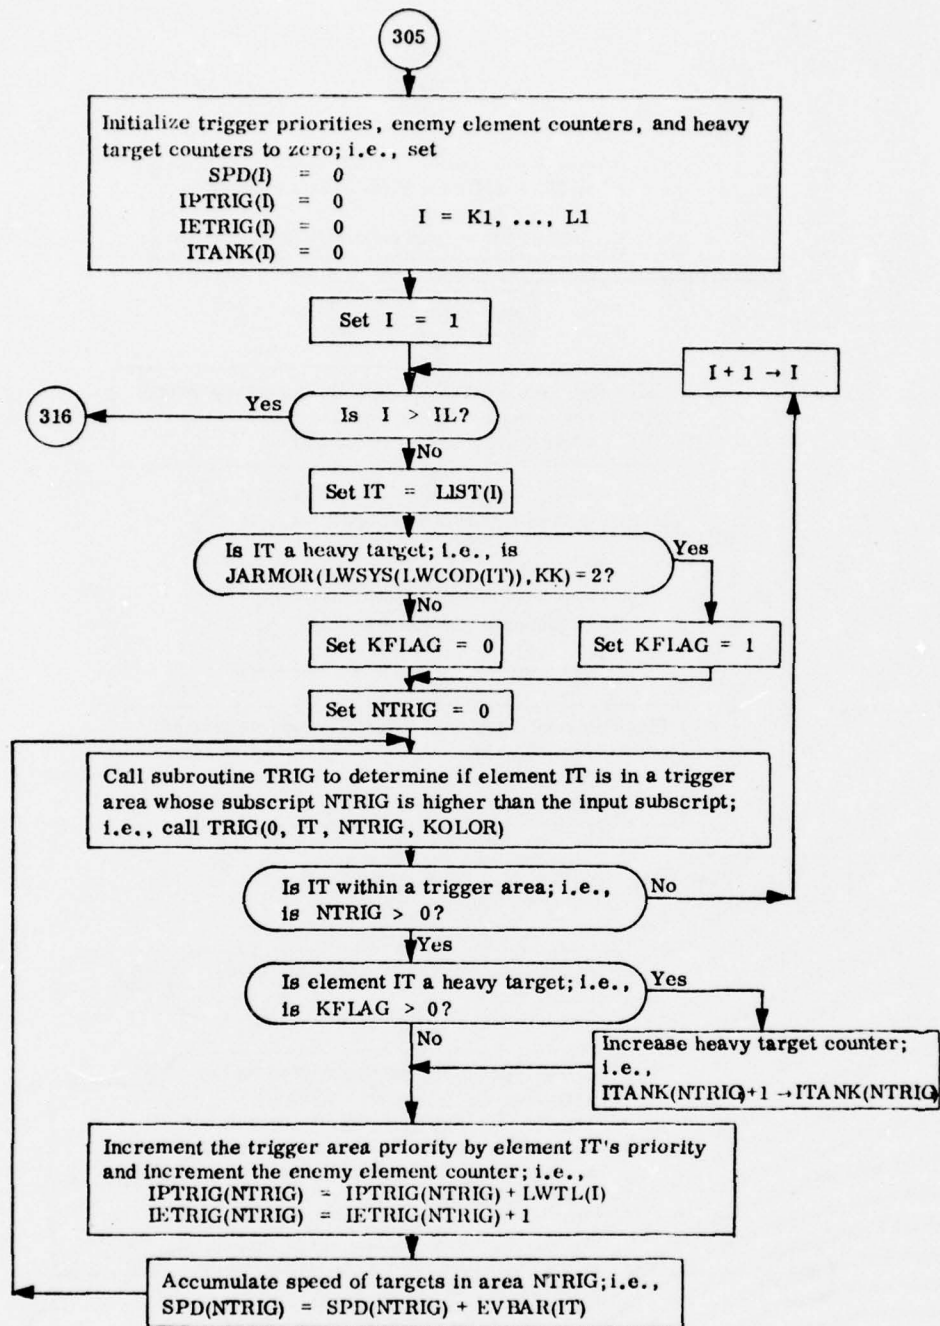 305
Initialize trigger priorities, enemy element counters, and heavy
target counters to zero; i.e., set
SPD(I) = 0
IPTRIG(I) = 0
I = K1, ..., L1
IETRIG(I) = 0
ITANK(I) = 0
Set I = 1
I + 1 → I
316
Yes
Is I > IL?
No
Set IT = LIST(I)
Is IT a heavy target; i.e., is
JARMOR(LWSYS(LWCOD(IT)), KK) = 2?
Yes
No
Set KFLAG = 0
Set KFLAG = 1
Set NTRIG = 0
Call subroutine TRIG to determine if element IT is in a trigger
area whose subscript NTRIG is higher than the input subscript;
i.e., call TRIG(0, IT, NTRIG, KOLOR)
Is IT within a trigger area; i.e.,
is NTRIG > 0?
No
Yes
Is element IT a heavy target; i.e.,
is KFLAG > 0?
Yes
No
Increase heavy target counter;
i.e.,
ITANK(NTRIG)+1 → ITANK(NTRIG)
Increment the trigger area priority by element IT's priority
and increment the enemy element counter; i.e.,
IPTRIG(NTRIG) = IPTRIG(NTRIG) + LWTL(I)
IETRIG(NTRIG) = IETRIG(NTRIG) + 1
Accumulate speed of targets in area NTRIG; i.e.,
SPD(NTRIG) = SPD(NTRIG) + EVBAR(IT)